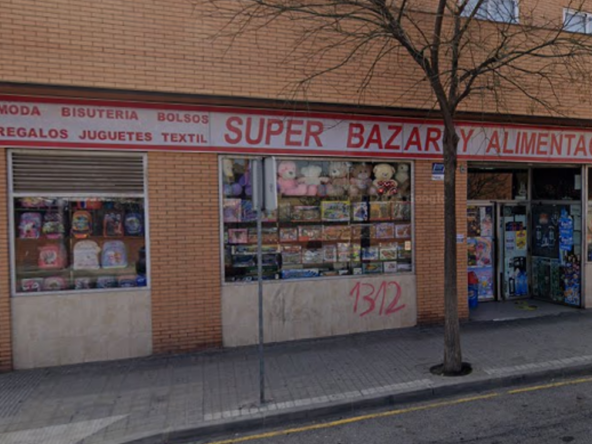 MODA BISUTERIA BOLSOS
REGALOS JUGUETES TEXTIL
SUPER BAZAR Y ALIMENTAC
1312